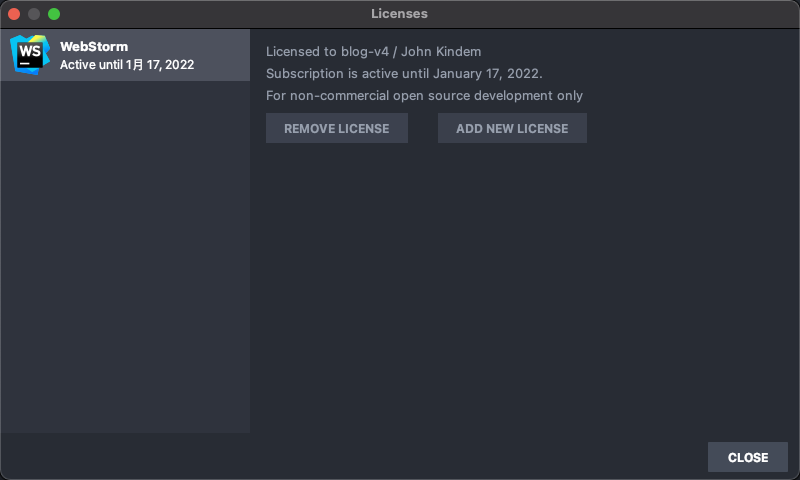 Licenses
WS
WebStorm
Active until 1月 17, 2022
Licensed to blog-v4 / John Kindem
Subscription is active until January 17, 2022.
For non-commercial open source development only
REMOVE LICENSE
ADD NEW LICENSE
CLOSE